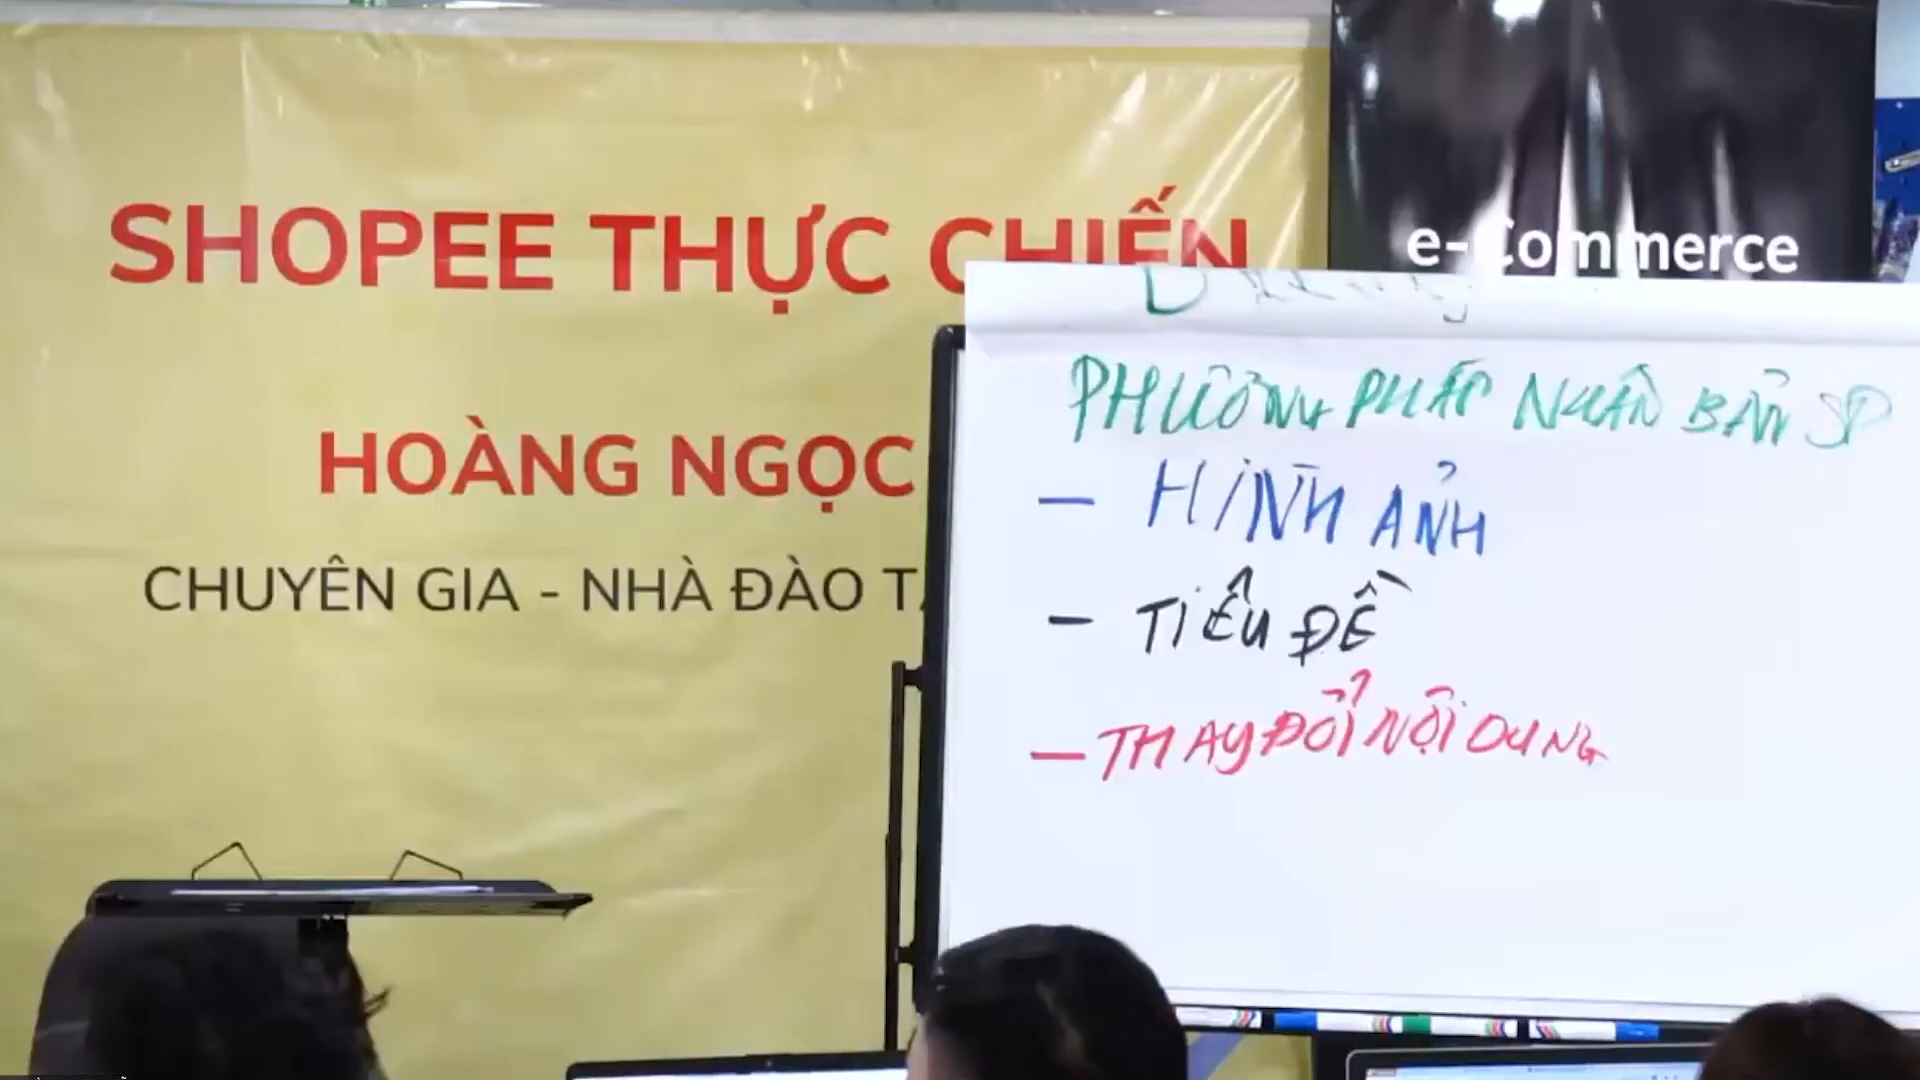 SHOPEE THỰC CHIẾN
HOÀNG NGỌC
CHUYÊN GIA - NHÀ ĐÀO T
e-Commerce
PHƯƠNG PHÁP NHÂN BẢN SP
- HÌNH ẢNH
- TIÊU ĐỀ
- THAY ĐỔI NỘI DUNG